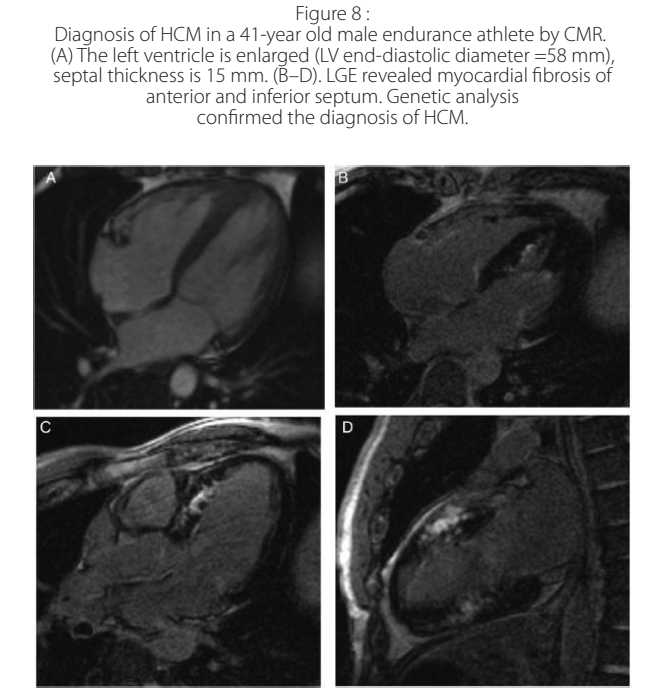 Figure 8 :
Diagnosis of HCM in a 41-year old male endurance athlete by CMR.
(A) The left ventricle is enlarged (LV end-diastolic diameter =58 mm),
septal thickness is 15 mm. (B–D). LGE revealed myocardial fibrosis of
anterior and inferior septum. Genetic analysis
confirmed the diagnosis of HCM.
A
B
C
D